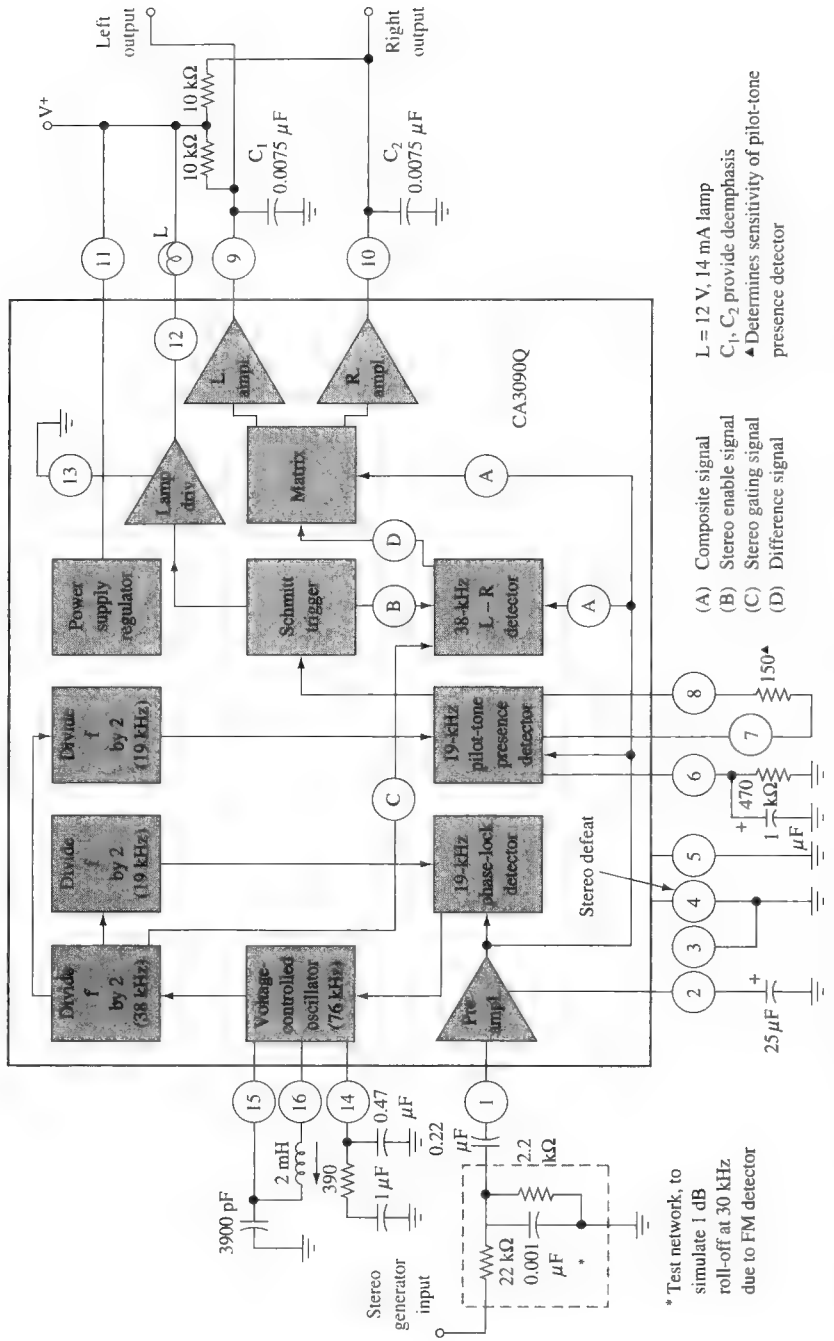 Left
output
Right
output
V+
10 kΩ
10 kΩ
C1
0.0075 μF
C2
0.0075 μF
11
L
12
9
10
13
Power
supply
regulator
Lamp
driv
L
ampl.
R
ampl.
CA3090Q
Matrix
A
D
Schmitt
trigger
B
38-kHz
L – R
detector
A
Divide
f
by 2
(19 kHz)
Divide
f
by 2
(19 kHz)
Divide
f
by 2
(38 kHz)
C
19-kHz
pilot-tone
presence
detector
19-kHz
phase-lock
detector
Voltage-
controlled
oscillator
(76 kHz)
Pre
ampl
Stereo defeat
15
16
14
1
2
3
4
5
6
7
8
3900 pF
2 mH
390
1 μF
0.47
μF
0.22
μF
2.2
kΩ
22 kΩ
0.001
μF
*
Stereo
generator
input
25 μF
+
+
470
1
kΩ
μF
150▲
* Test network, to
simulate 1 dB
roll-off at 30 kHz
due to FM detector
(A) Composite signal
(B) Stereo enable signal
(C) Stereo gating signal
(D) Difference signal
L = 12 V, 14 mA lamp
C1, C2 provide deemphasis
▲ Determines sensitivity of pilot-tone
presence detector